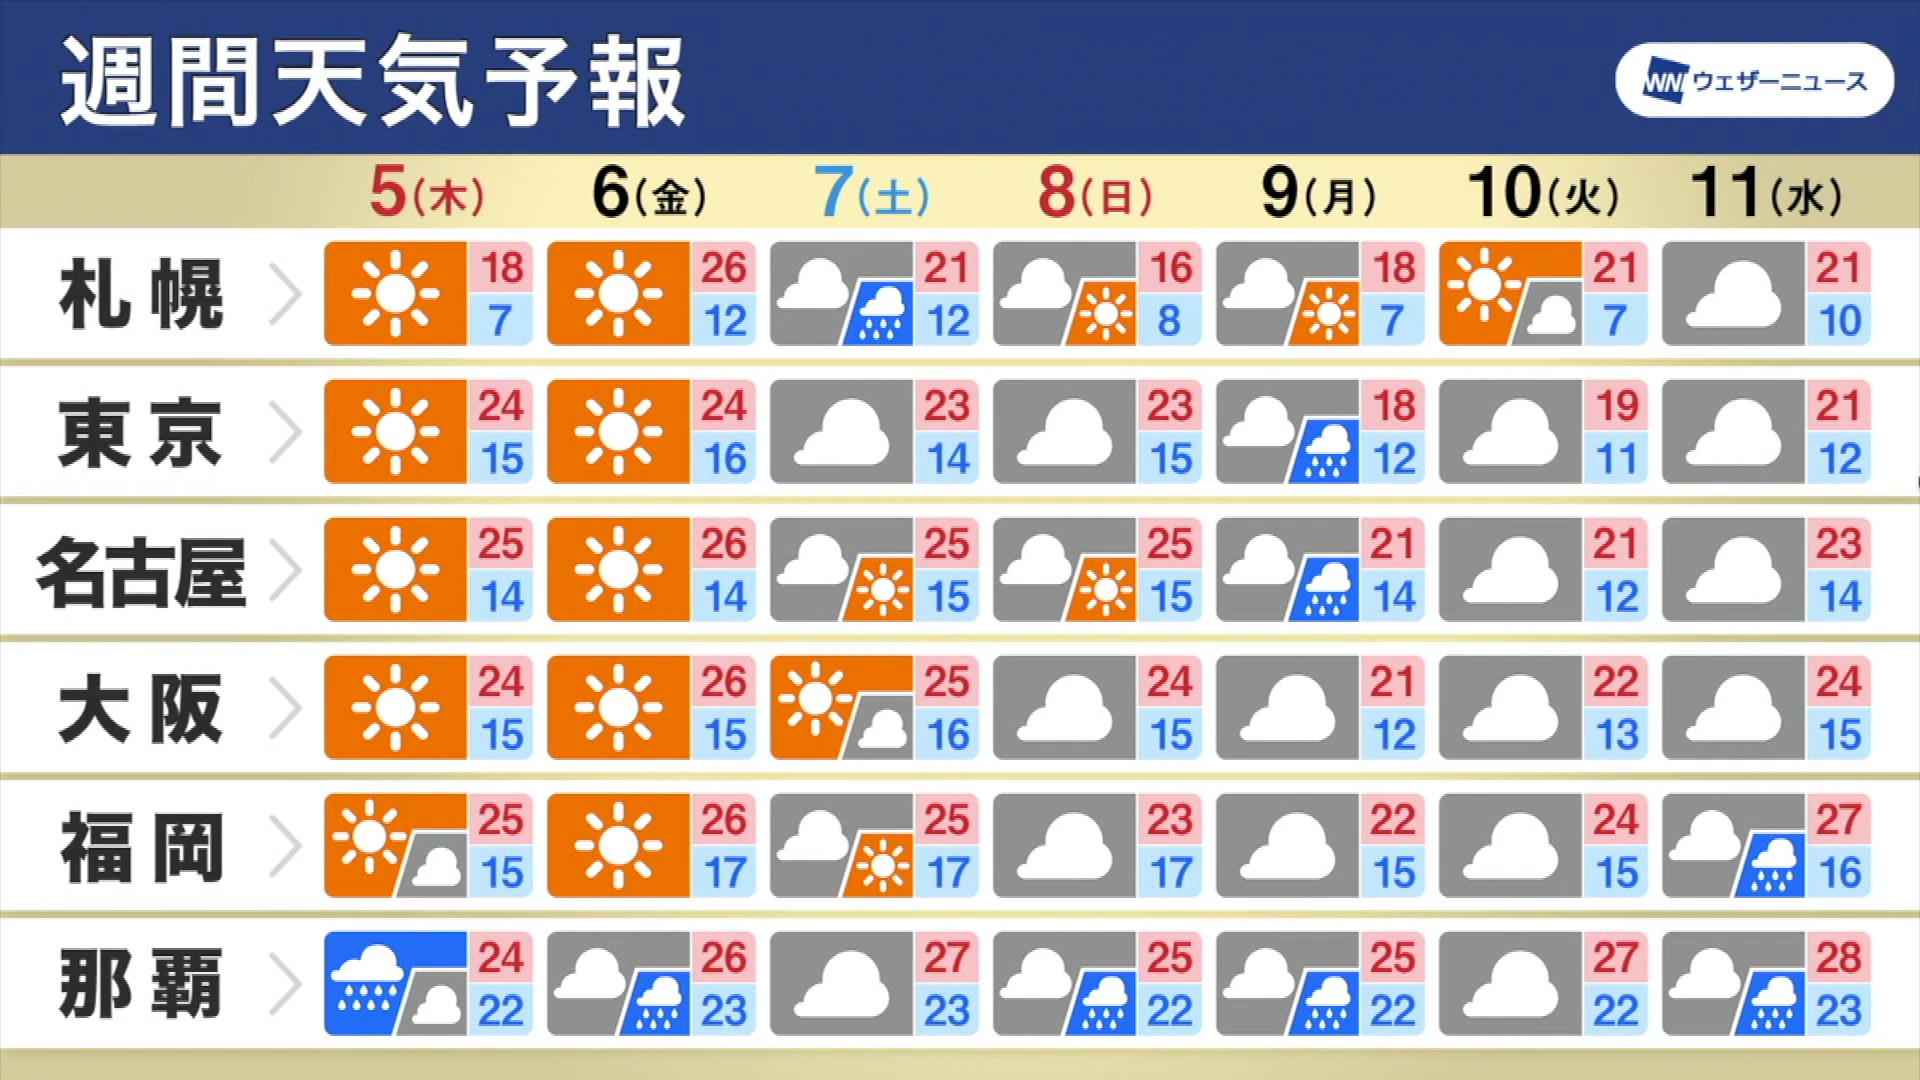 週間天気予報
WNI ウェザーニュース
5(木) 6(金) 7(土) 8(日) 9(月) 10(火) 11(水)
札幌 18 26 21 16 18 21 21
7 12 12 8 7 7 10
東京 24 24 23 23 18 19 21
15 16 14 15 12 11 12
名古屋 25 26 25 25 21 21 23
14 14 15 15 14 12 14
大阪 24 26 25 24 21 22 24
15 15 16 15 12 13 15
福岡 25 26 25 23 22 24 27
15 17 17 17 15 15 16
那覇 24 26 27 25 25 27 28
22 23 23 22 22 22 23